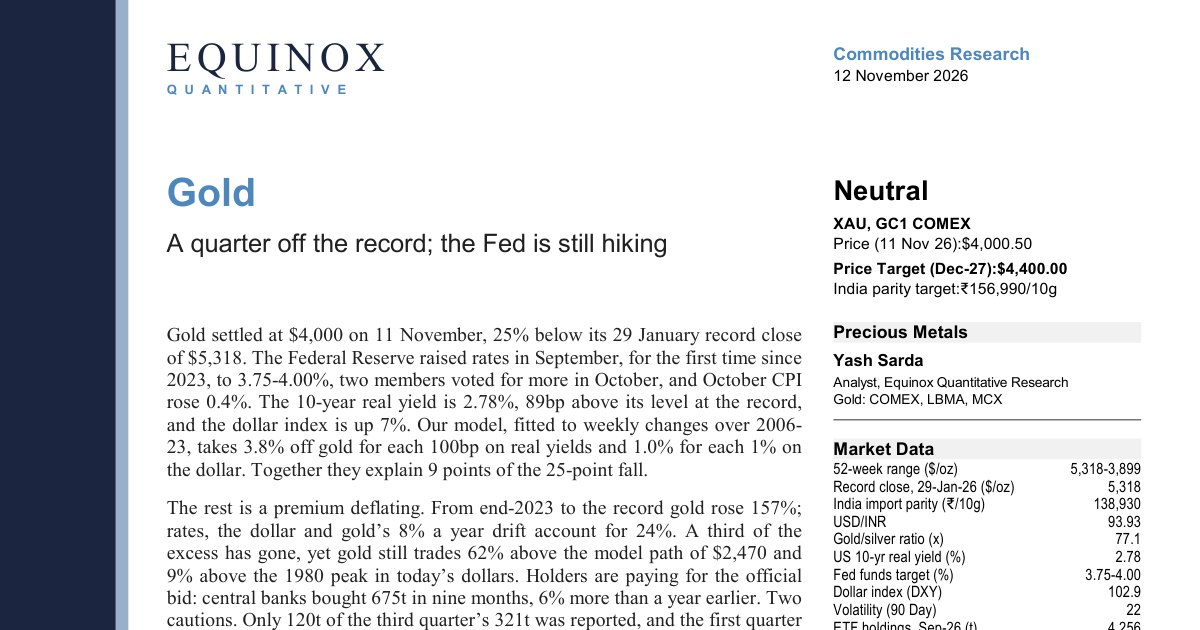 EQUINOX
QUANTITATIVE
Commodities Research
12 November 2026
Gold
A quarter off the record; the Fed is still hiking
Gold settled at $4,000 on 11 November, 25% below its 29 January record close
of $5,318. The Federal Reserve raised rates in September, for the first time since
2023, to 3.75-4.00%, two members voted for more in October, and October CPI
rose 0.4%. The 10-year real yield is 2.78%, 89bp above its level at the record,
and the dollar index is up 7%. Our model, fitted to weekly changes over 2006-
23, takes 3.8% off gold for each 100bp on real yields and 1.0% for each 1% on
the dollar. Together they explain 9 points of the 25-point fall.
The rest is a premium deflating. From end-2023 to the record gold rose 157%;
rates, the dollar and gold’s 8% a year drift account for 24%. A third of the
excess has gone, yet gold still trades 62% above the model path of $2,470 and
9% above the 1980 peak in today’s dollars. Holders are paying for the official
bid: central banks bought 675t in nine months, 6% more than a year earlier. Two
cautions. Only 120t of the third quarter’s 321t was reported, and the first quarter
Neutral
XAU, GC1 COMEX
Price (11 Nov 26):$4,000.50
Price Target (Dec-27):$4,400.00
India parity target:₹156,990/10g
Precious Metals
Yash Sarda
Analyst, Equinox Quantitative Research
Gold: COMEX, LBMA, MCX
Market Data
52-week range ($/oz) 5,318-3,899
Record close, 29-Jan-26 ($/oz) 5,318
India import parity (₹/10g) 138,930
USD/INR 93.93
Gold/silver ratio (x) 77.1
US 10-yr real yield (%) 2.78
Fed funds target (%) 3.75-4.00
Dollar index (DXY) 102.9
Volatility (90 Day) 22
ETF holdings, Sep-26 (t) 4,256